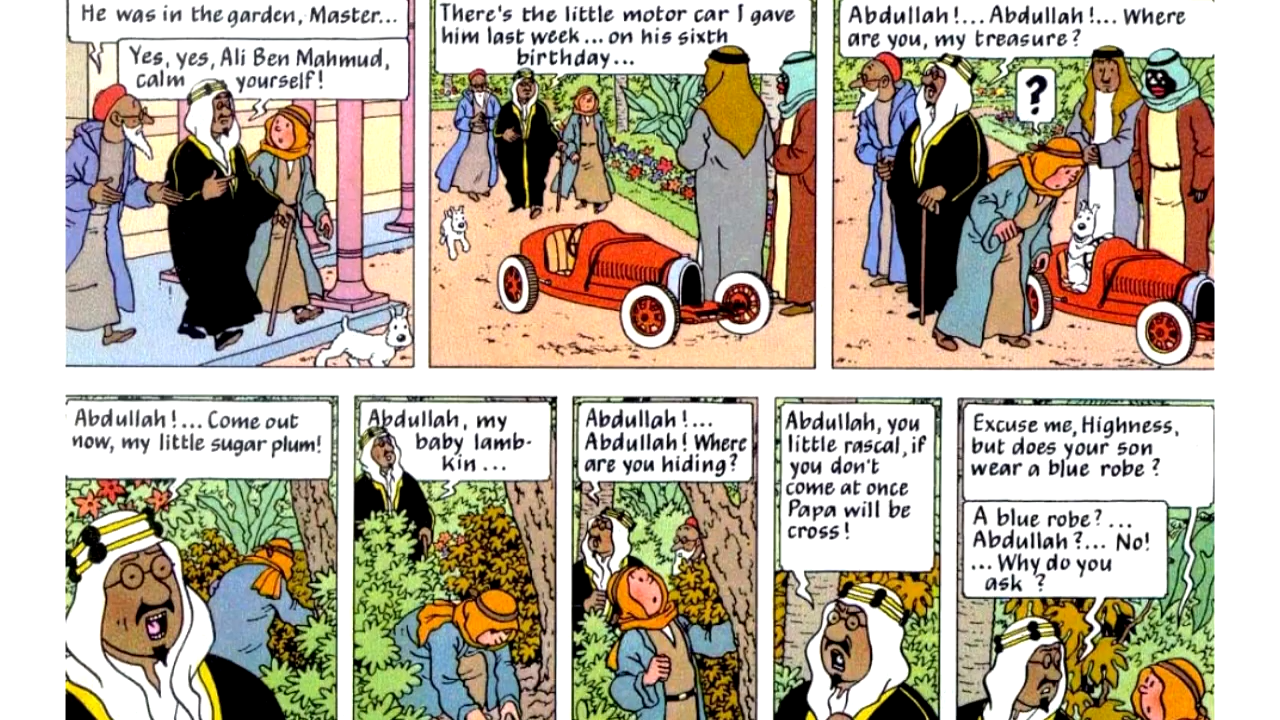 He was in the garden, Master...
Yes, yes, Ali Ben Mahmud,
calm yourself!
There's the little motor car I gave
him last week... on his sixth
birthday...
Abdullah!... Abdullah!... Where
are you, my treasure?
?
Abdullah!... Come out
now, my little sugar plum!
Abdullah, my
baby lamb-
kin...
Abdullah!...
Abdullah! Where
are you hiding?
Abdullah, you
little rascal, if
you don't
come at once
Papa will be
cross!
Excuse me, Highness,
but does your son
wear a blue robe?
A blue robe?...
Abdullah?... No!
... Why do you
ask?